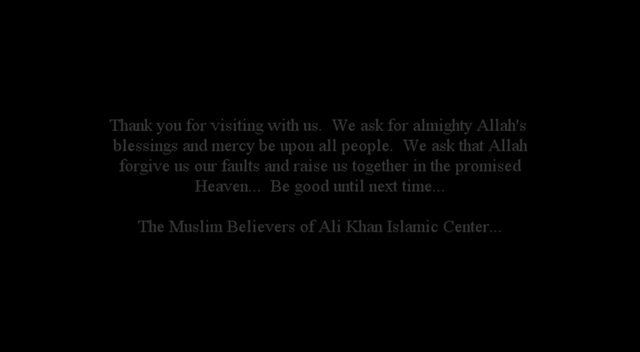 Thank you for visiting with us.  We ask for almighty Allah's
blessings and mercy be upon all people.  We ask that Allah
forgive us our faults and raise us together in the promised
Heaven...  Be good until next time...
The Muslim Believers of Ali Khan Islamic Center...